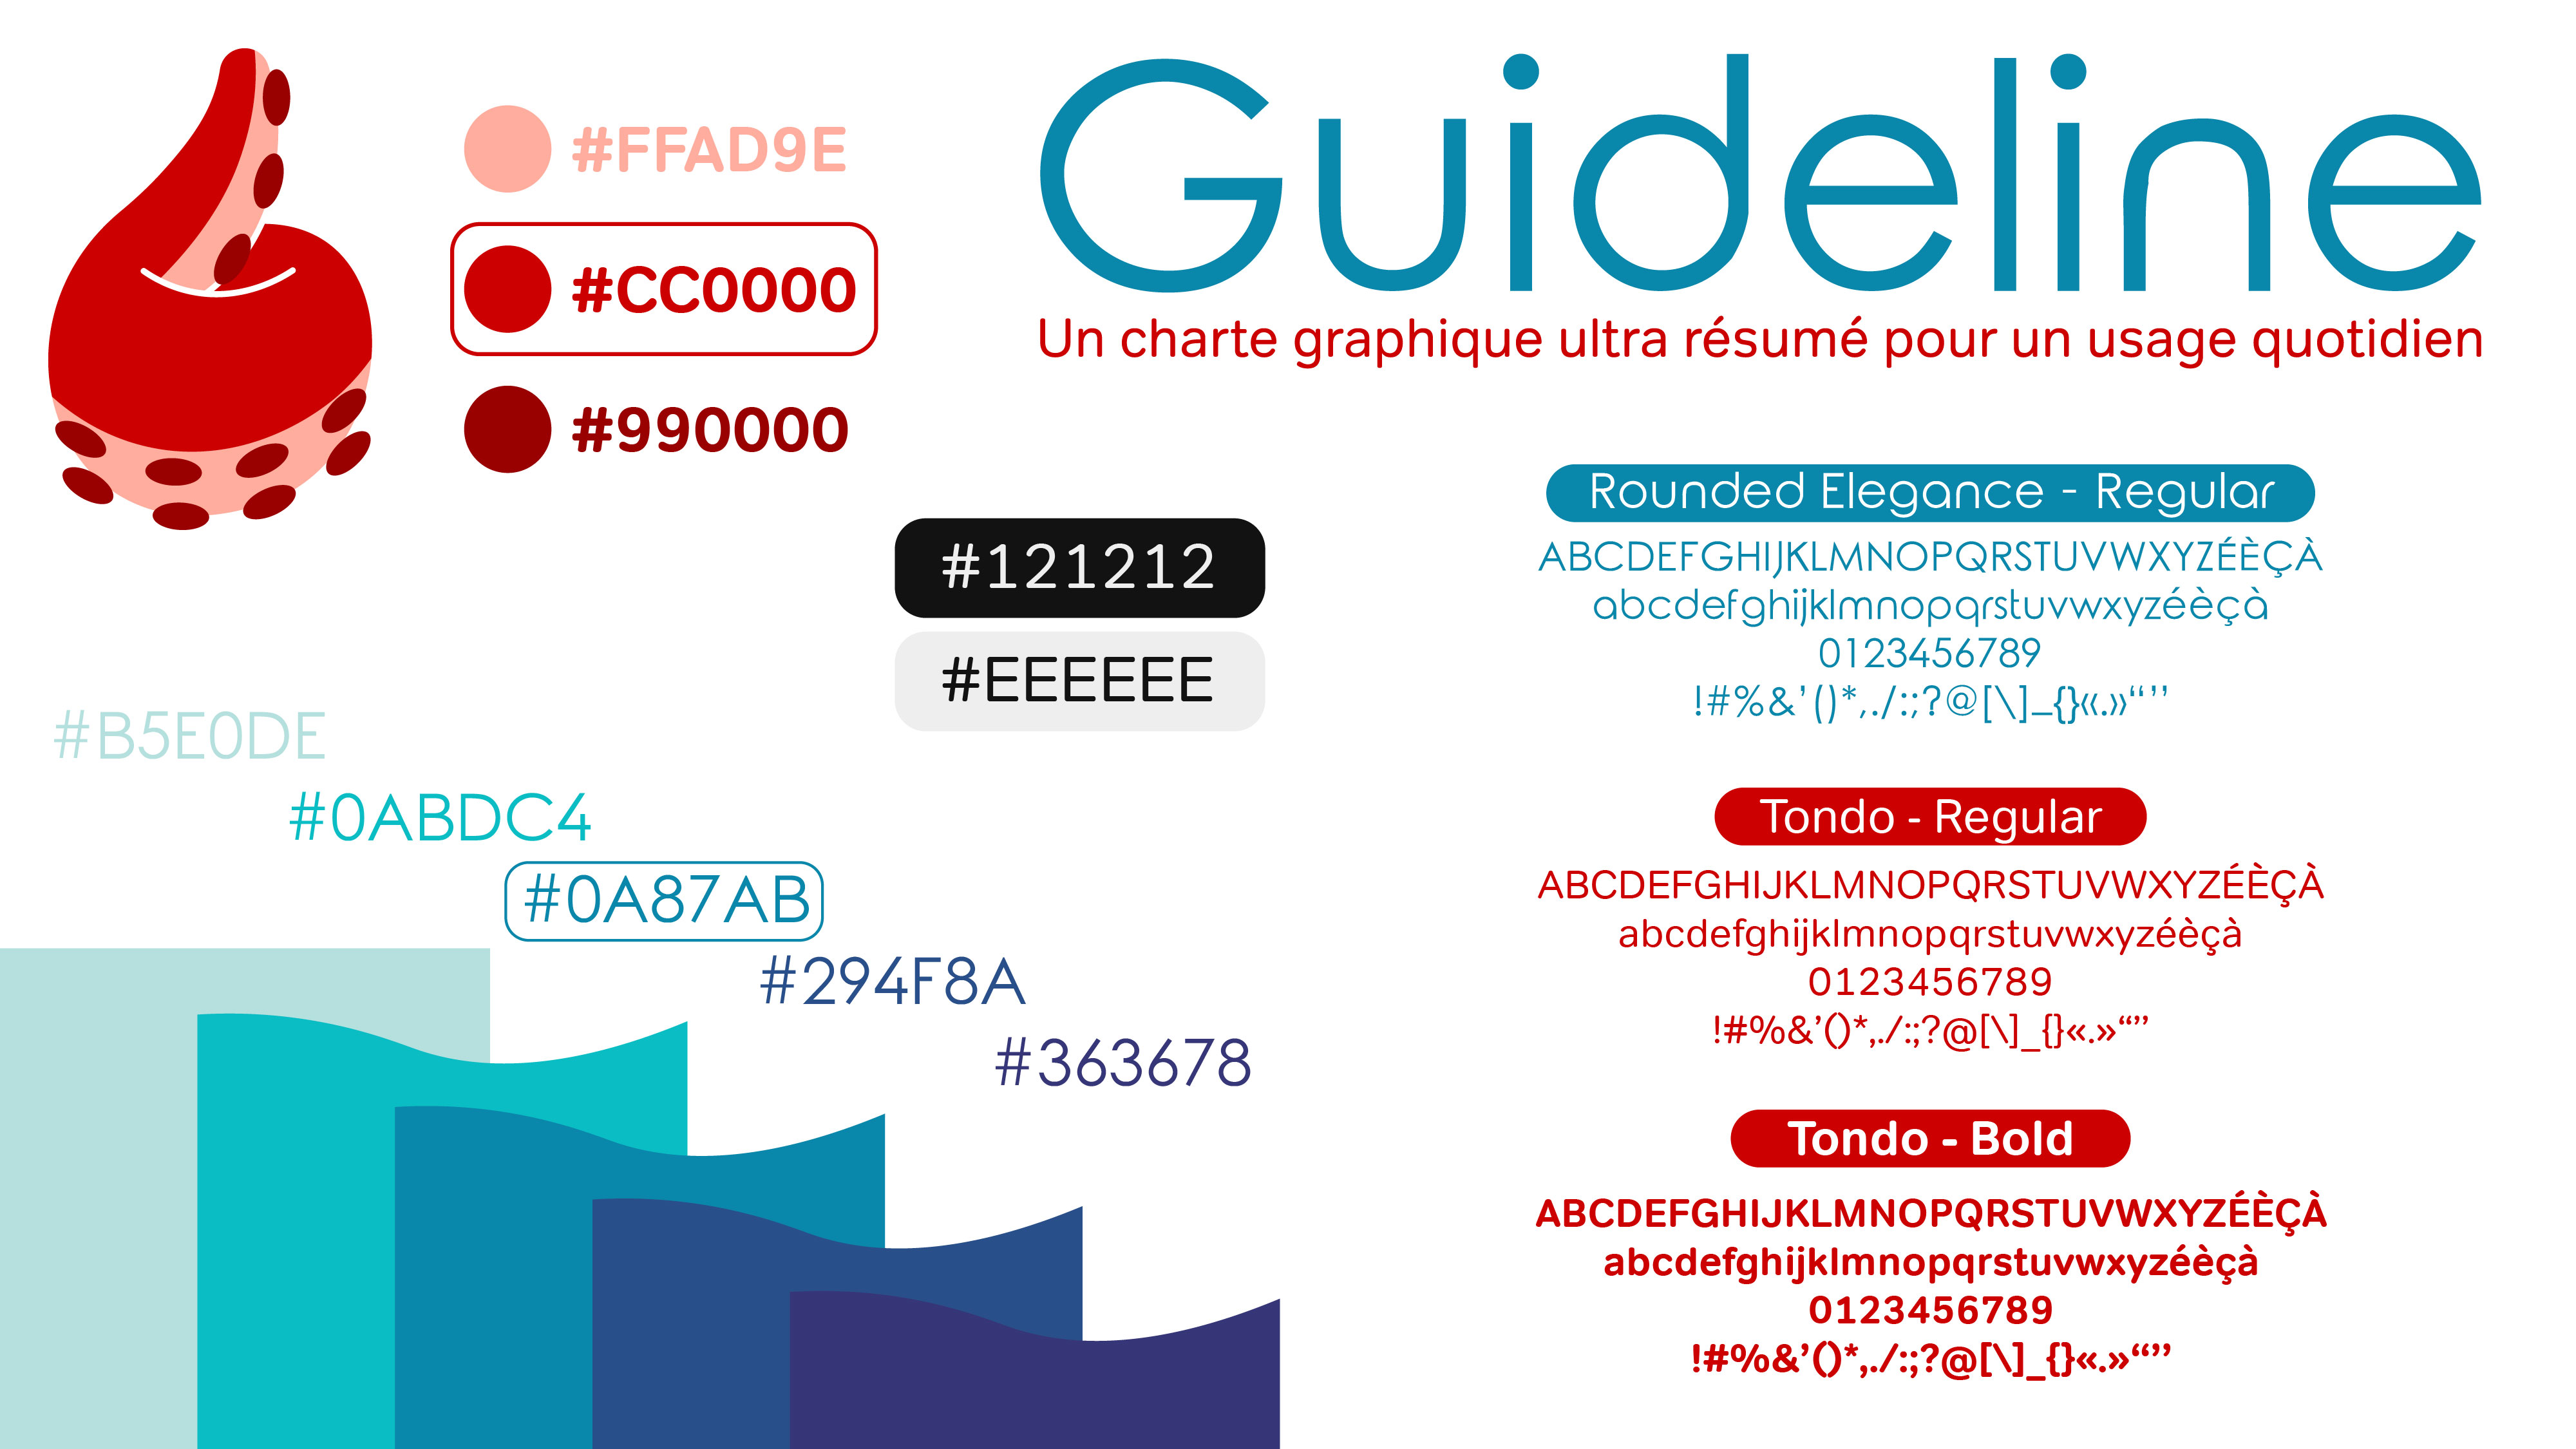 Guideline
Un charte graphique ultra résumé pour un usage quotidien
#FFAD9E
#CC0000
#990000
#121212
#EEEEEE
#B5E0DE
#0ABDC4
#0A87AB
#294F8A
#363678
Rounded Elegance - Regular
ABCDEFGHIJKLMNOPQRSTUVWXYZÉÈÇÀ
abcdefghijklmnopqrstuvwxyzéèçà
0123456789
!#%&’()*,./:;?@[\]_{}«.»“’’
Tondo - Regular
ABCDEFGHIJKLMNOPQRSTUVWXYZÉÈÇÀ
abcdefghijklmnopqrstuvwxyzéèçà
0123456789
!#%&’()*,./:;?@[\]_{}«.»“”
Tondo - Bold
ABCDEFGHIJKLMNOPQRSTUVWXYZÉÈÇÀ
abcdefghijklmnopqrstuvwxyzéèçà
0123456789
!#%&’()*,./:;?@[\]_{}«.»“”